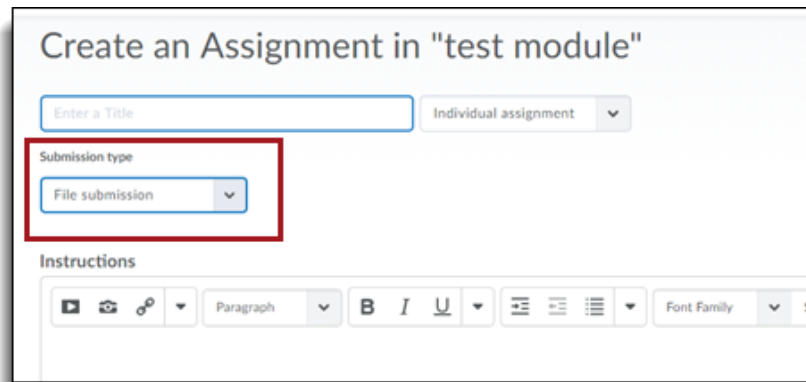 Create an Assignment in "test module"
Enter a Title Individual assignment
Submission type
File submission
Instructions
Paragraph B I U Font Family